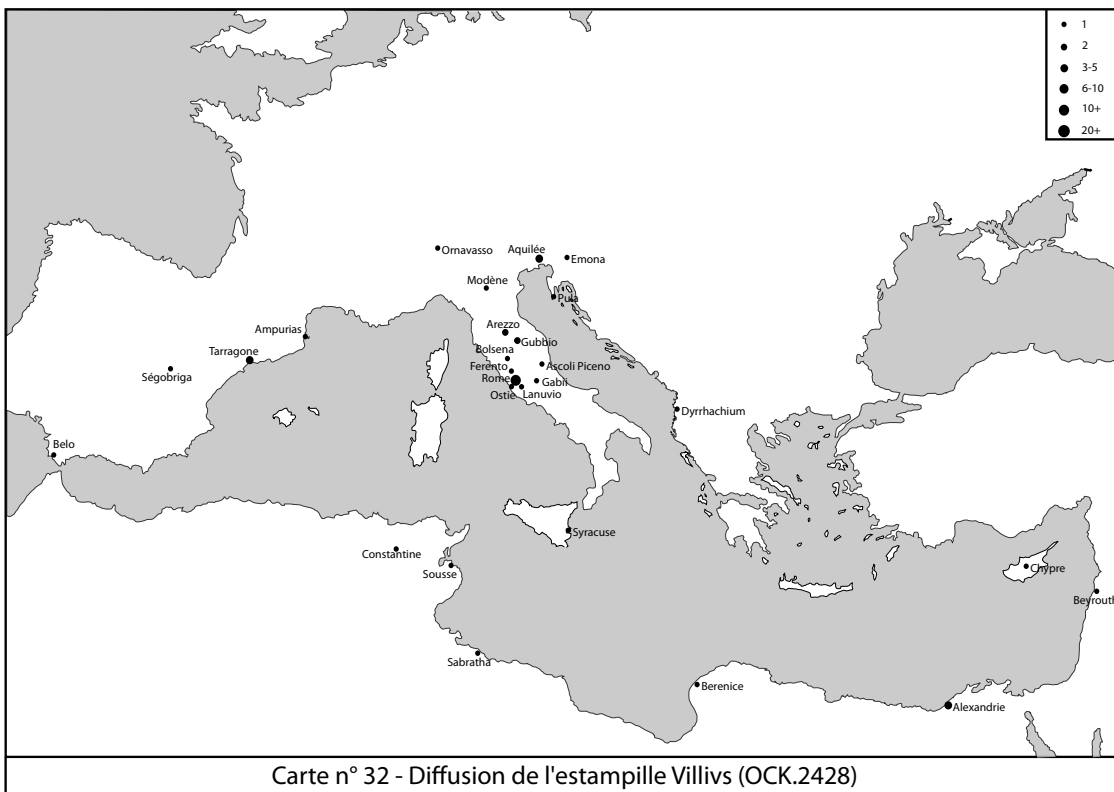 1
2
3-5
6-10
10+
20+
Ornavasso
Aquilée
Emona
Modène
Pula
Ampurias
Arezzo
Gubbio
Tarragone
Bolsena
Ségobriga
Ferento
Ascoli Piceno
Rome
Gabii
Ostie
Lanuvio
Dyrrhachium
Belo
Syracuse
Constantine
Sousse
Chypre
Beyrouth
Sabratha
Berenice
Alexandrie
Carte n° 32 - Diffusion de l'estampille Villivs (OCK.2428)